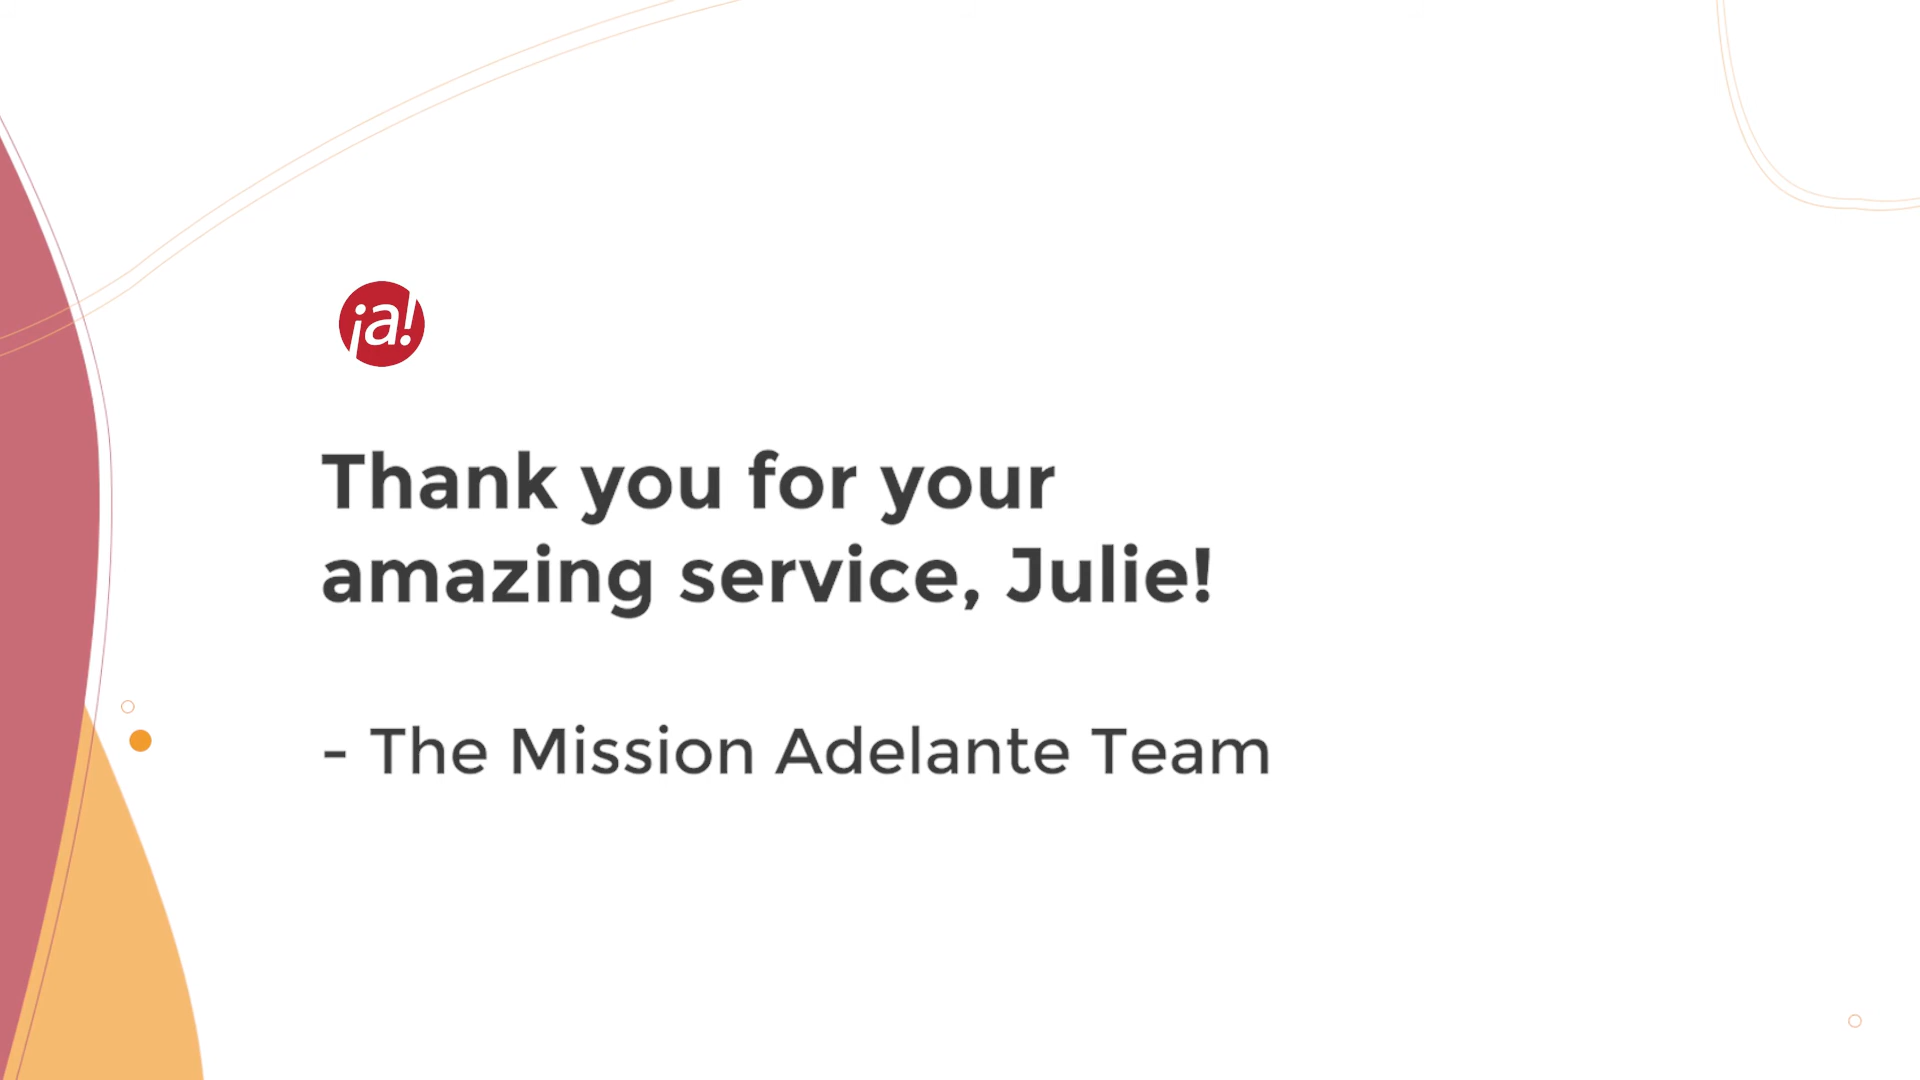 ¡a!
Thank you for your
amazing service, Julie!
- The Mission Adelante Team